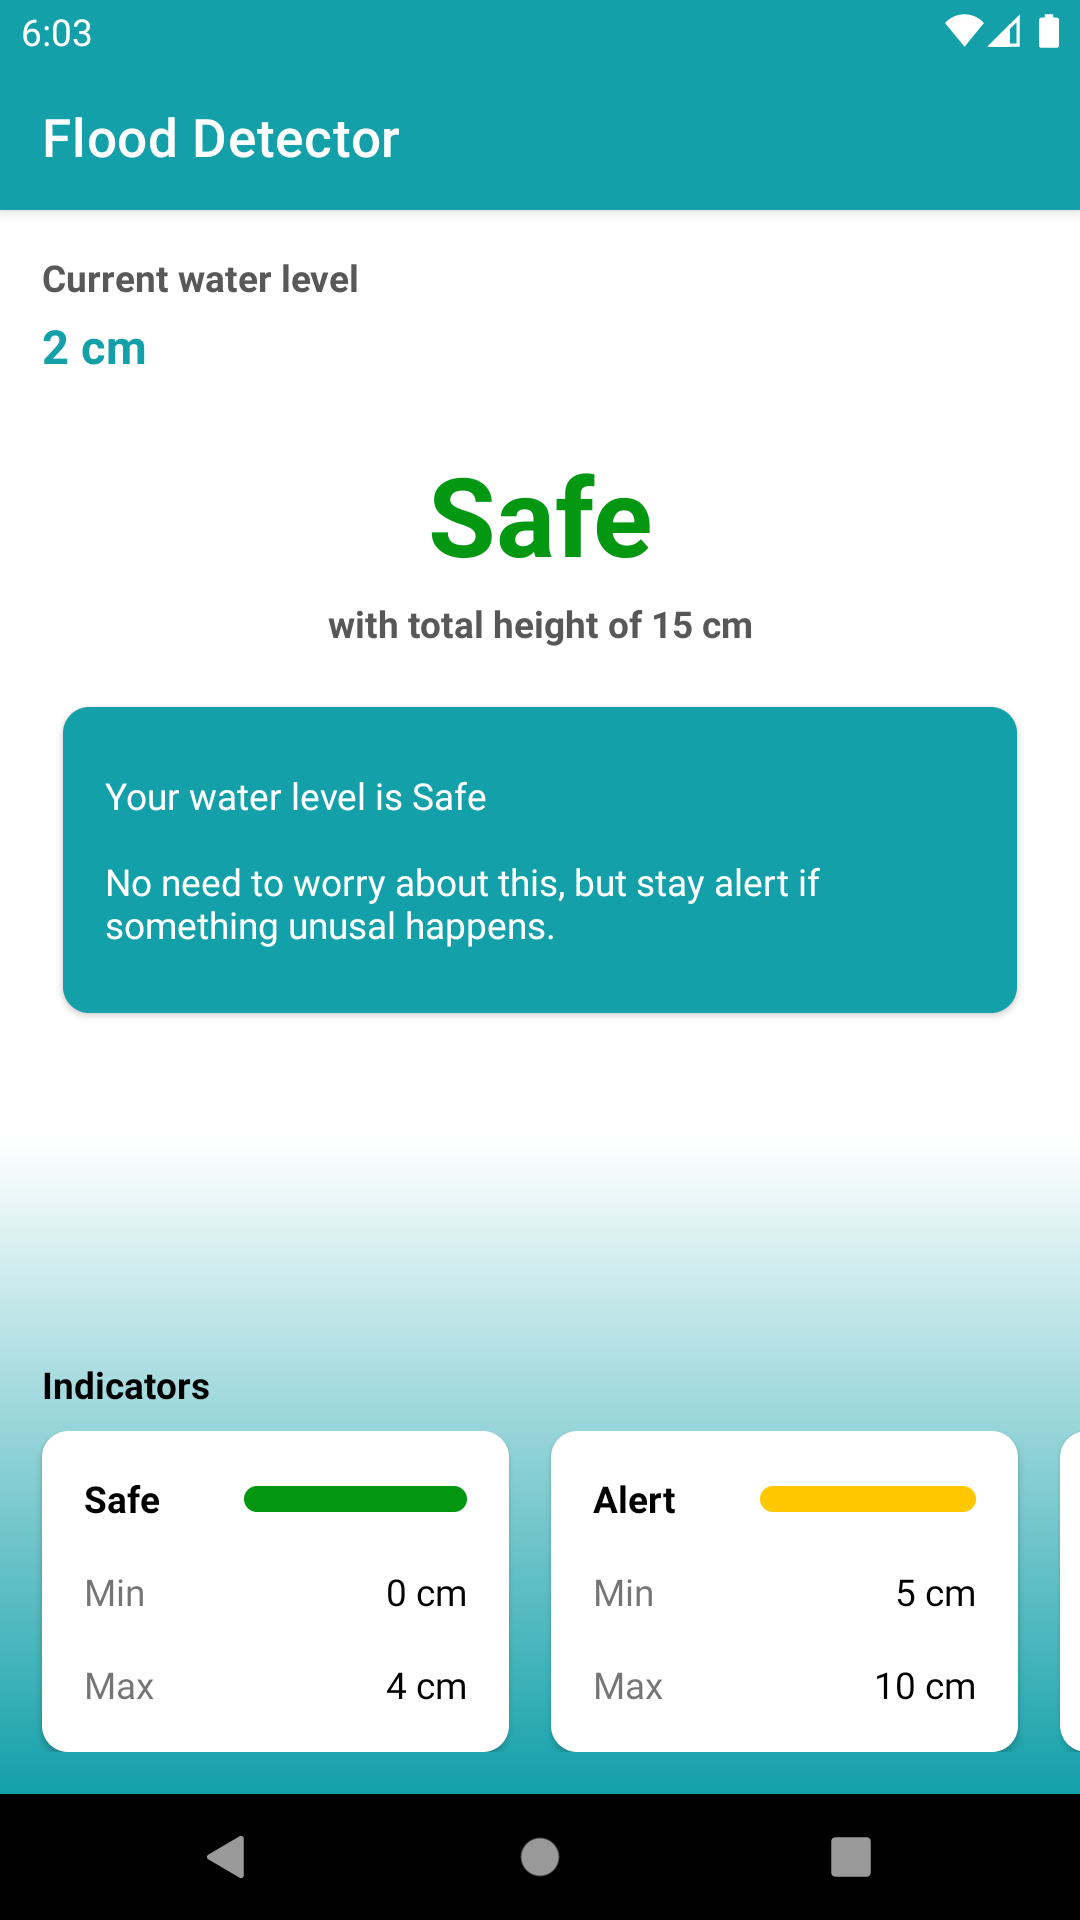 6:03
Flood Detector
Current water level
2 cm
Safe
with total height of 15 cm
Your water level is Safe
No need to worry about this, but stay alert if
something unusal happens.
Indicators
Safe
Min 0 cm
Max 4 cm
Alert
Min 5 cm
Max 10 cm